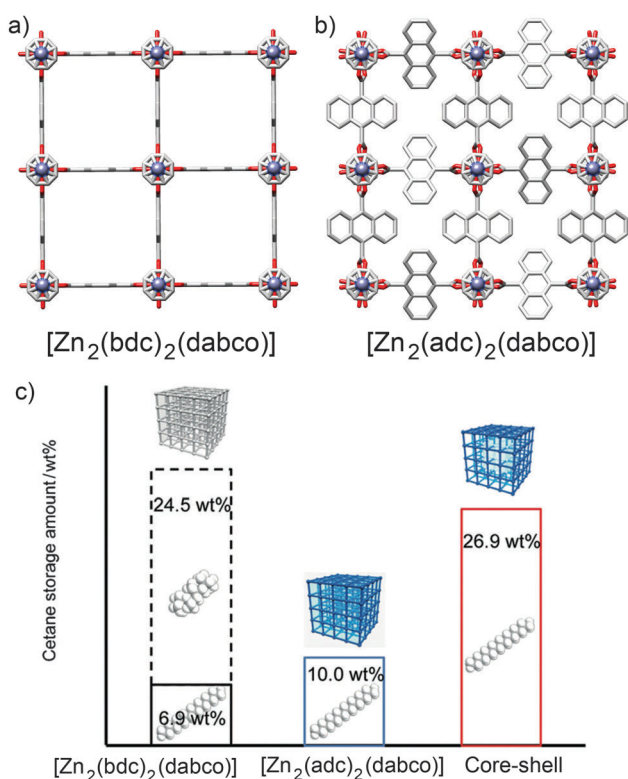 a)
b)
[Zn2(bdc)2(dabco)]
[Zn2(adc)2(dabco)]
c)
Cetane storage amount/wt%
24.5 wt%
6.9 wt%
10.0 wt%
26.9 wt%
[Zn2(bdc)2(dabco)]
[Zn2(adc)2(dabco)]
Core-shell